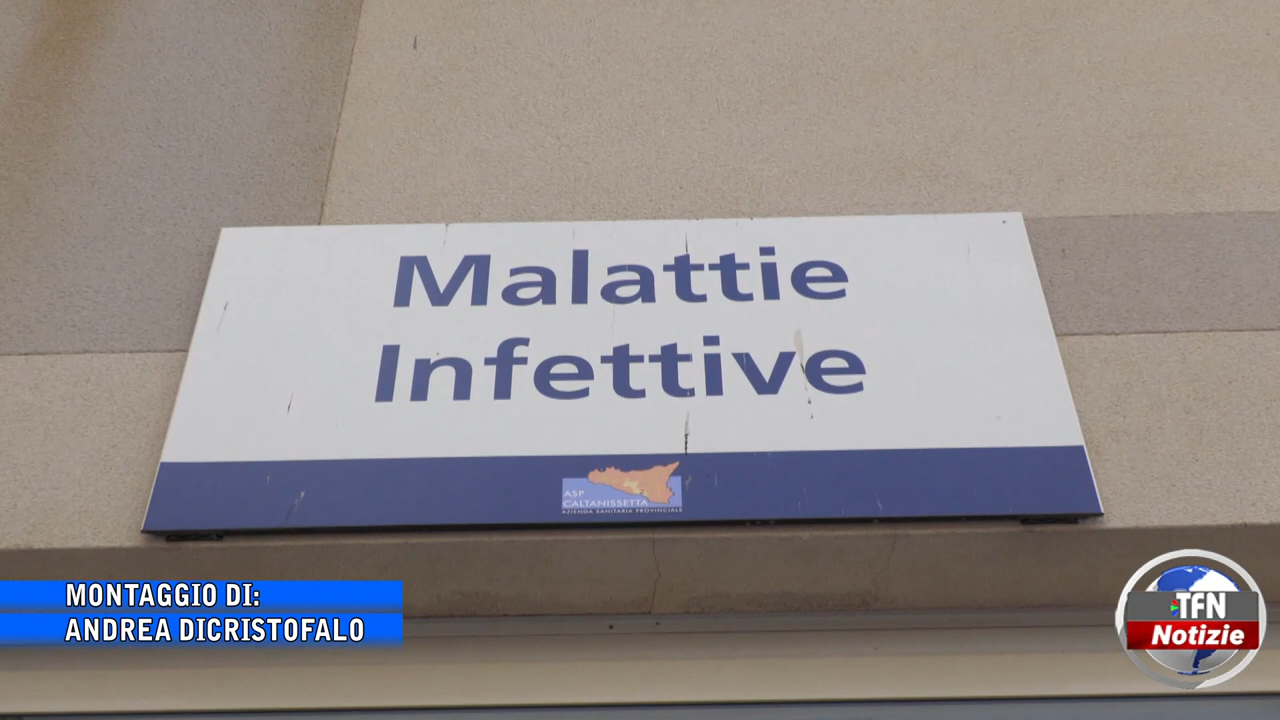 Malattie
Infettive
ASP
CALTANISSETTA
AZIENDA SANITARIA PROVINCIALE
MONTAGGIO DI:
ANDREA DICRISTOFALO
TFN
Notizie